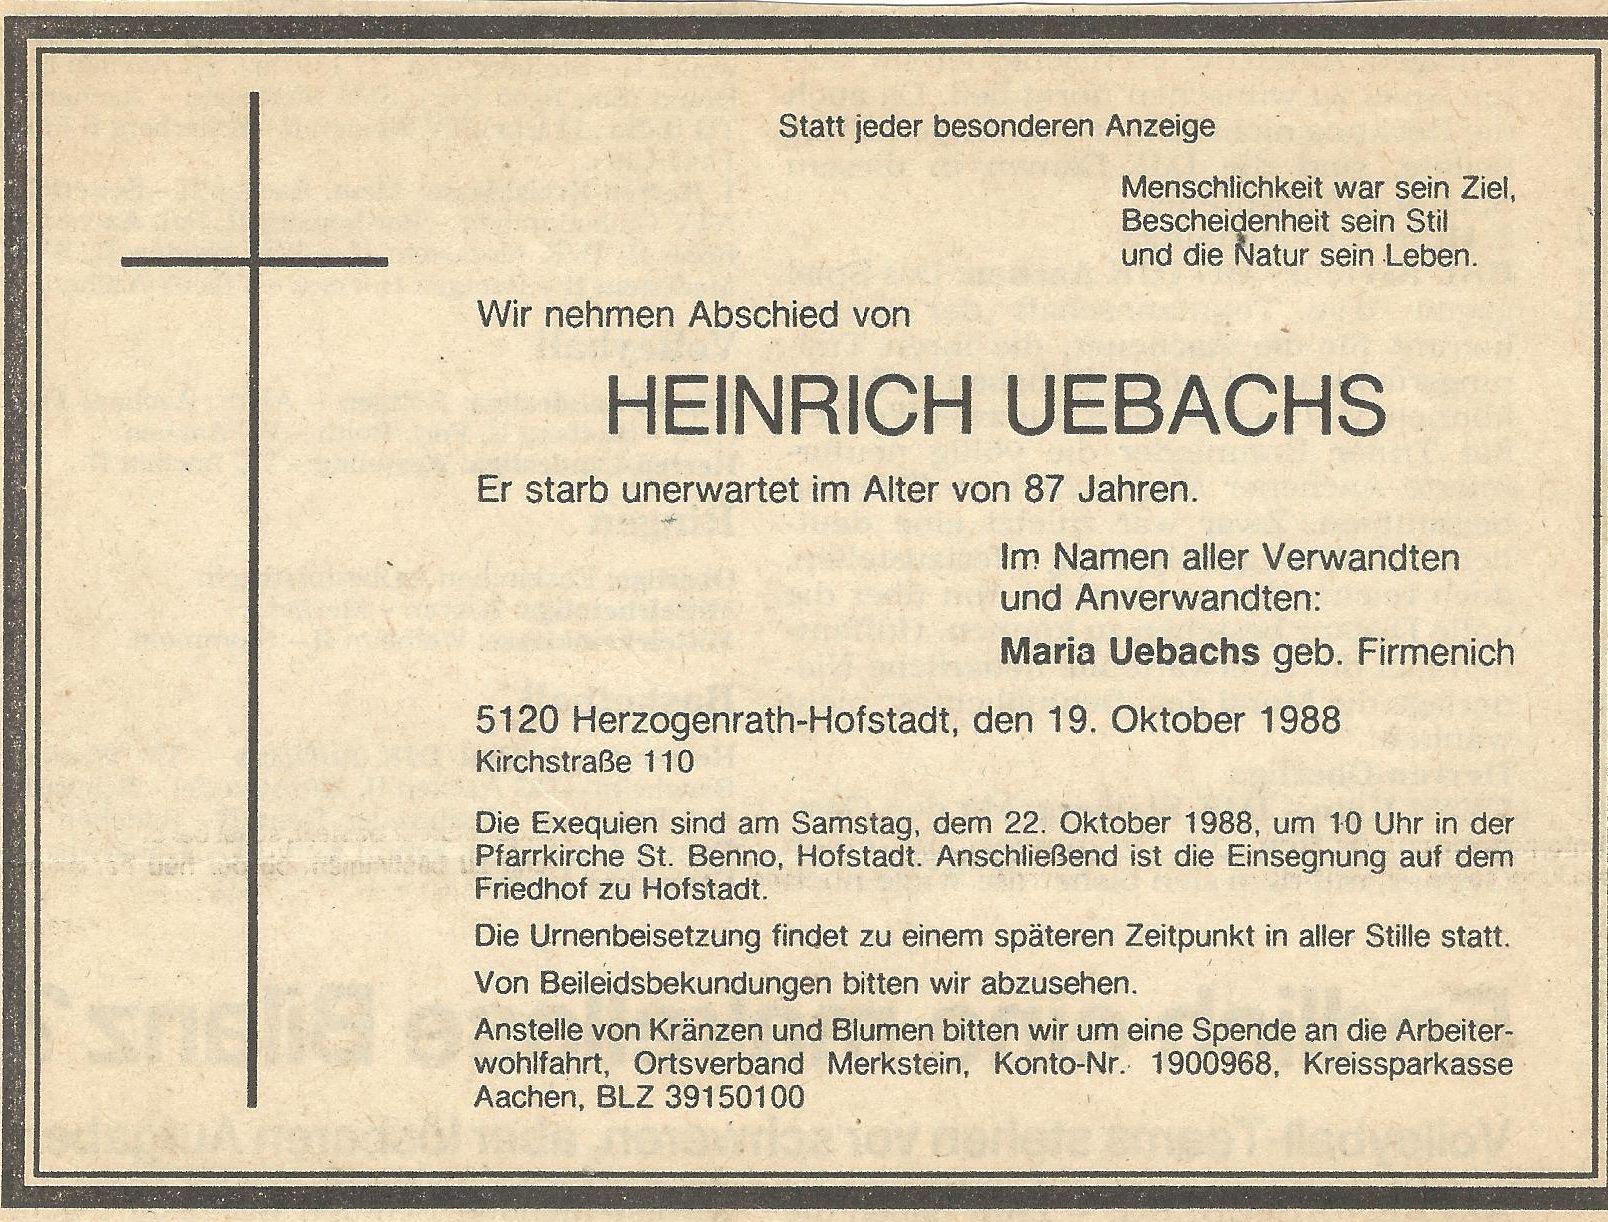 Statt jeder besonderen Anzeige
Menschlichkeit war sein Ziel,
Bescheidenheit sein Stil
und die Natur sein Leben.
Wir nehmen Abschied von
HEINRICH UEBACHS
Er starb unerwartet im Alter von 87 Jahren.
Im Namen aller Verwandten
und Anverwandten:
Maria Uebachs geb. Firmenich
5120 Herzogenrath-Hofstadt, den 19. Oktober 1988
Kirchstraße 110
Die Exequien sind am Samstag, dem 22. Oktober 1988, um 10 Uhr in der
Pfarrkirche St. Benno, Hofstadt. Anschließend ist die Einsegnung auf dem
Friedhof zu Hofstadt.
Die Urnenbeisetzung findet zu einem späteren Zeitpunkt in aller Stille statt.
Von Beileidsbekundungen bitten wir abzusehen.
Anstelle von Kränzen und Blumen bitten wir um eine Spende an die Arbeiter-
wohlfahrt, Ortsverband Merkstein, Konto-Nr. 1900968, Kreissparkasse
Aachen, BLZ 39150100